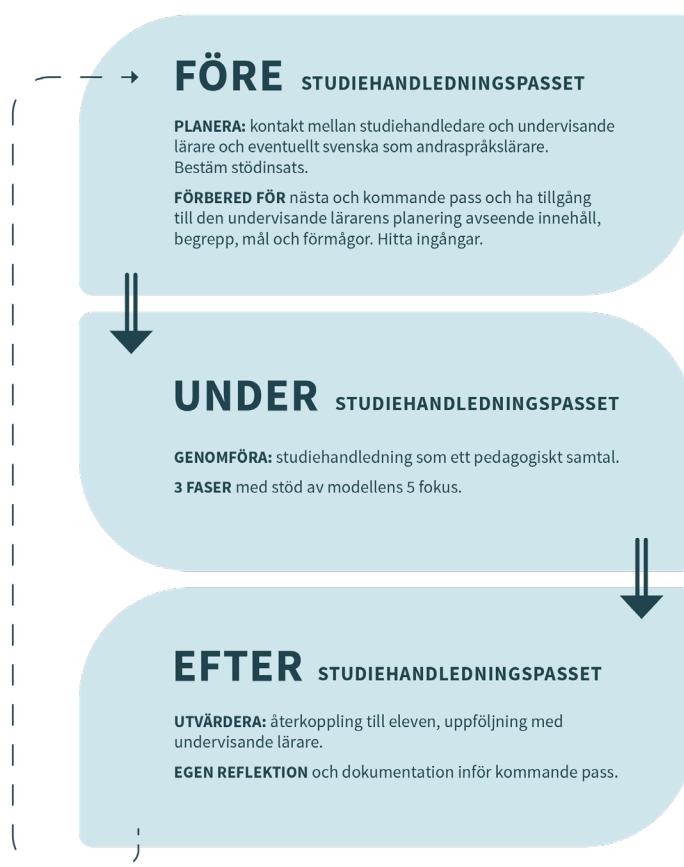 FÖRE STUDIEHANDLEDNINGSPASSET
PLANERA: kontakt mellan studiehandledare och undervisande
lärare och eventuellt svenska som andraspråkslärare.
Bestäm stödinsats.
FÖRBERED FÖR nästa och kommande pass och ha tillgång
till den undervisande lärarens planering avseende innehåll,
begrepp, mål och förmågor. Hitta ingångar.
UNDER STUDIEHANDLEDNINGSPASSET
GENOMFÖRA: studiehandledning som ett pedagogiskt samtal.
3 FASER med stöd av modellens 5 fokus.
EFTER STUDIEHANDLEDNINGSPASSET
UTVÄRDERA: återkoppling till eleven, uppföljning med
undervisande lärare.
EGEN REFLEKTION och dokumentation inför kommande pass.